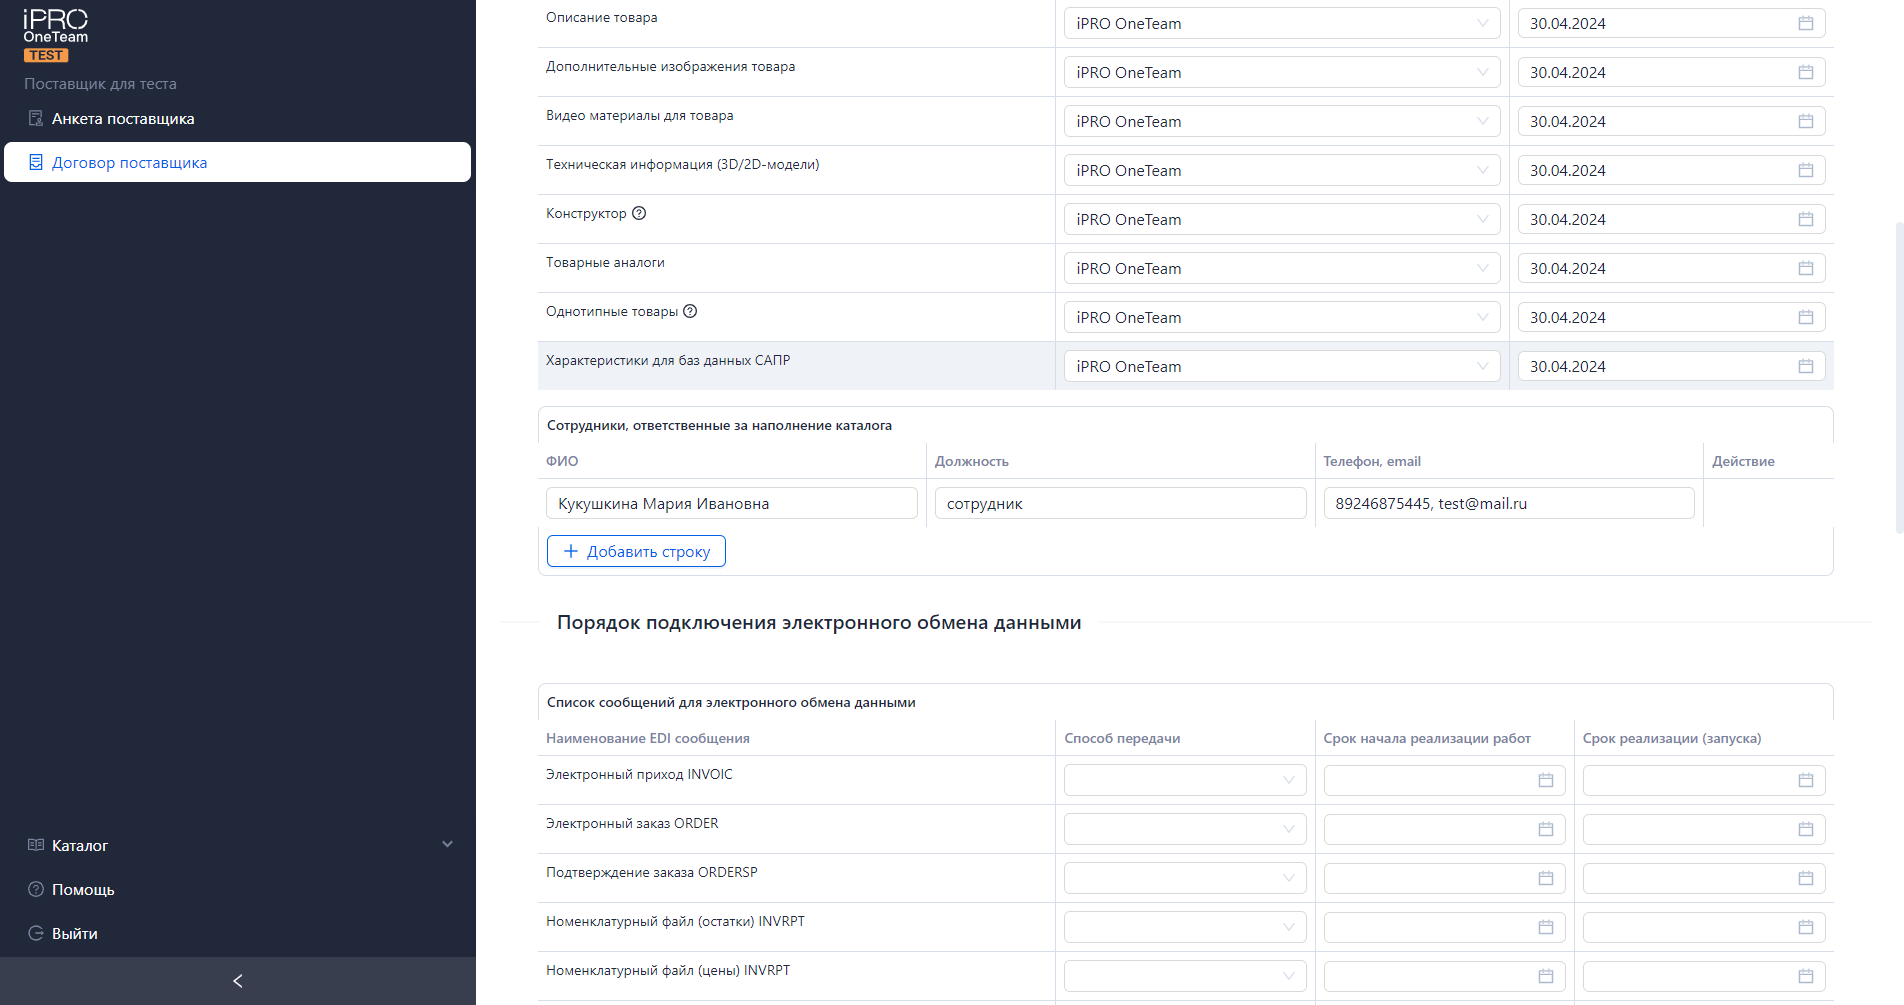 iPRO
OneTeam
TEST
Поставщик для теста
Анкета поставщика
Договор поставщика
Каталог
Помощь
Выйти
Описание товара iPRO OneTeam 30.04.2024
Дополнительные изображения товара iPRO OneTeam 30.04.2024
Видео материалы для товара iPRO OneTeam 30.04.2024
Техническая информация (3D/2D-модели) iPRO OneTeam 30.04.2024
Конструктор iPRO OneTeam 30.04.2024
Товарные аналоги iPRO OneTeam 30.04.2024
Однотипные товары iPRO OneTeam 30.04.2024
Характеристики для баз данных САПР iPRO OneTeam 30.04.2024
Сотрудники, ответственные за наполнение каталога
ФИО Должность Телефон, email Действие
Кукушкина Мария Ивановна сотрудник 89246875445, test@mail.ru
+ Добавить строку
Порядок подключения электронного обмена данными
Список сообщений для электронного обмена данными
Наименование EDI сообщения Способ передачи Срок начала реализации работ Срок реализации (запуска)
Электронный приход INVOIC
Электронный заказ ORDER
Подтверждение заказа ORDERSP
Номенклатурный файл (остатки) INVRPT
Номенклатурный файл (цены) INVRPT